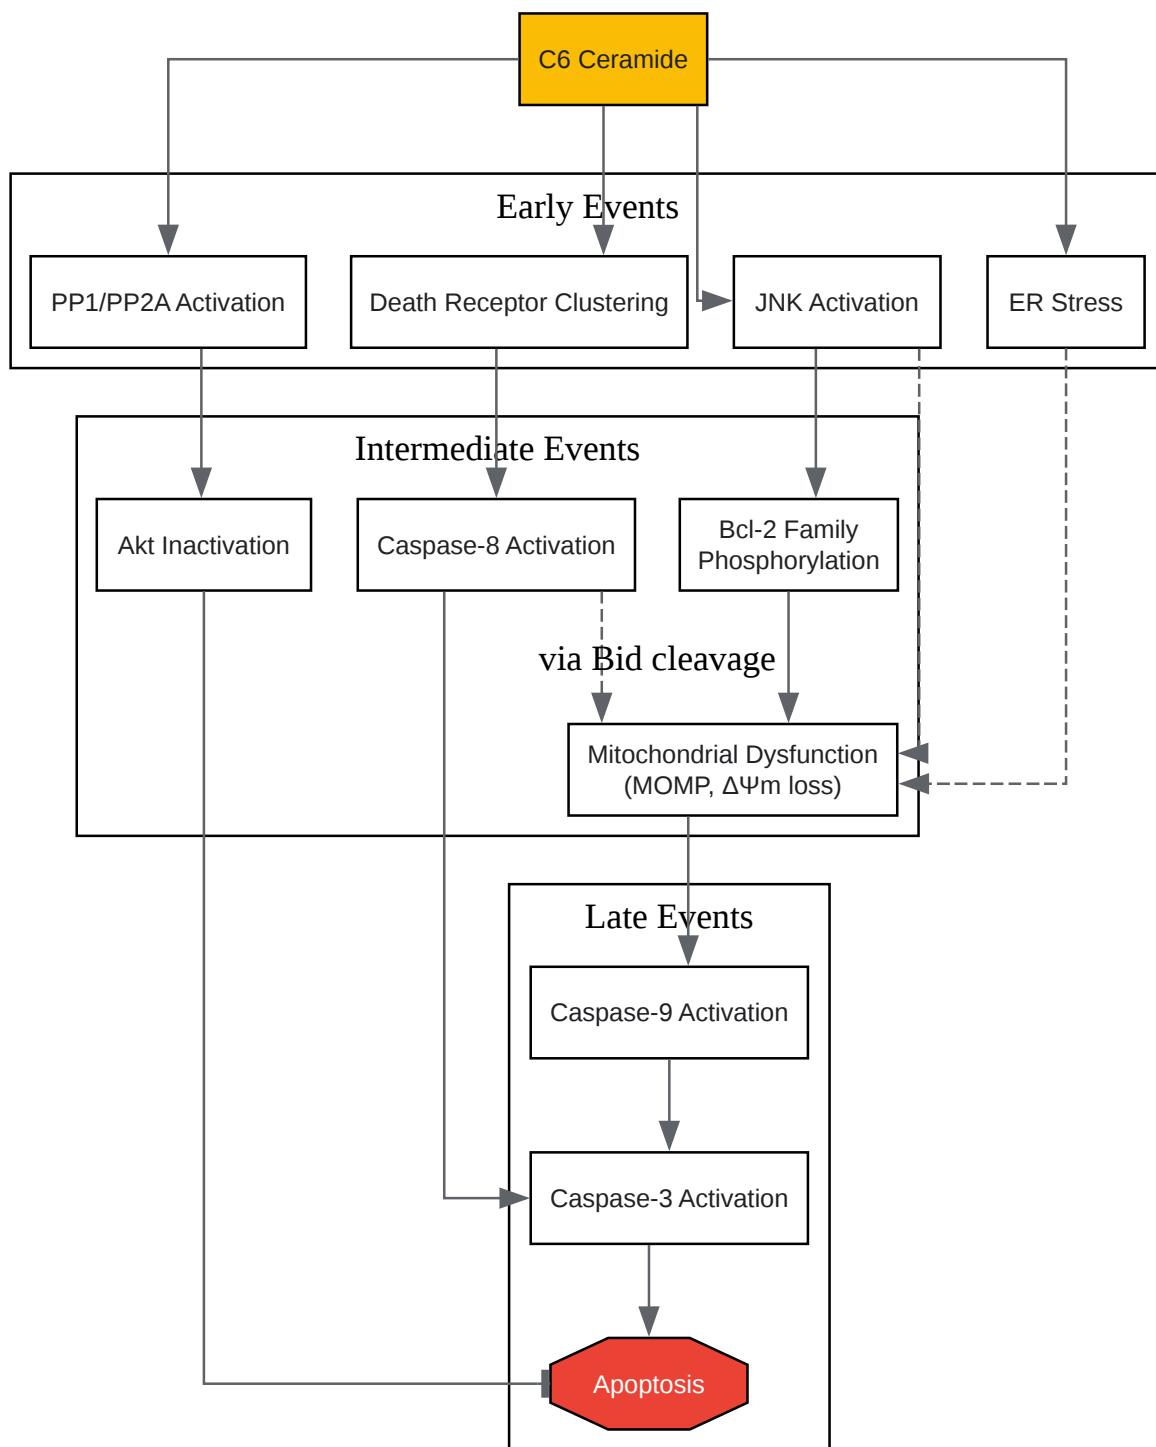 C6 Ceramide
Early Events
PP1/PP2A Activation
Death Receptor Clustering
JNK Activation
ER Stress
Intermediate Events
Akt Inactivation
Caspase-8 Activation
Bcl-2 Family
Phosphorylation
via Bid cleavage
Mitochondrial Dysfunction
(MOMP, ΔΨm loss)
Late Events
Caspase-9 Activation
Caspase-3 Activation
Apoptosis